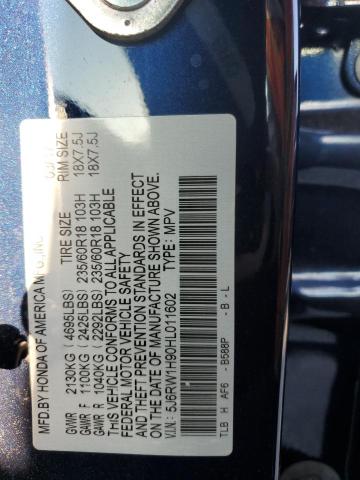 MFD.BY HONDA OF AMERICA MFG.,INC.
TIRE SIZE RIM SIZE
GVWR 2130KG (4695LBS)
GAWR F 1100KG (2425LBS) 235/60R18 103H 18X7.5J
GAWR R 1040KG (2292LBS) 235/60R18 103H 18X7.5J
THIS VEHICLE CONFORMS TO ALL APPLICABLE
FEDERAL MOTOR VEHICLE SAFETY
AND THEFT PREVENTION STANDARDS IN EFFECT
ON THE DATE OF MANUFACTURE SHOWN ABOVE.
V.I.N.: 5J6RW1H90HL011602 TYPE: MPV
TLB H AF6 - B588P - B - L